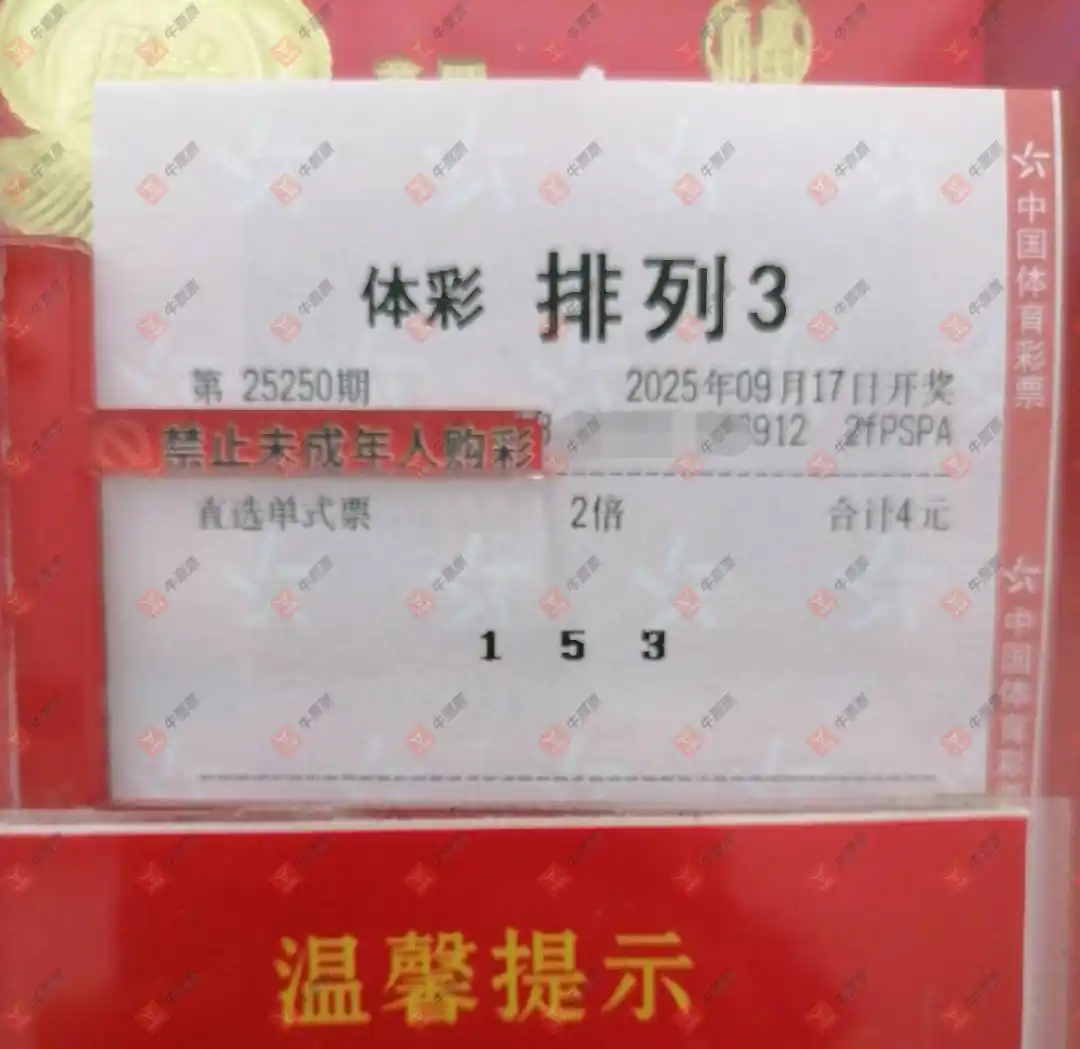 体彩 排列3
第 25250期 2025年09月17日开奖
禁止未成年人购彩
912 2fPSPA
直选单式票 2倍 合计4元
1 5 3
中国体育彩票
中国体育彩
温馨提示